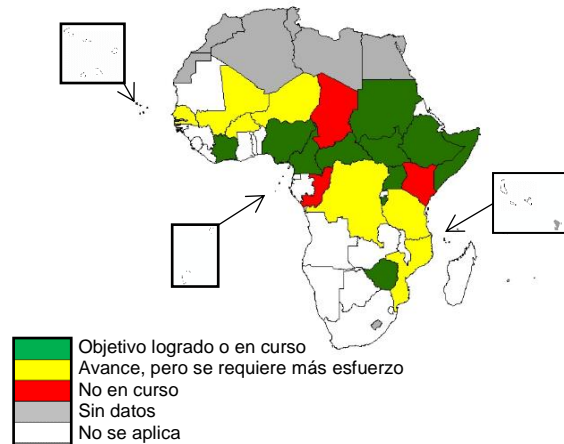 Objetivo logrado o en curso
Avance, pero se requiere más esfuerzo
No en curso
Sin datos
No se aplica